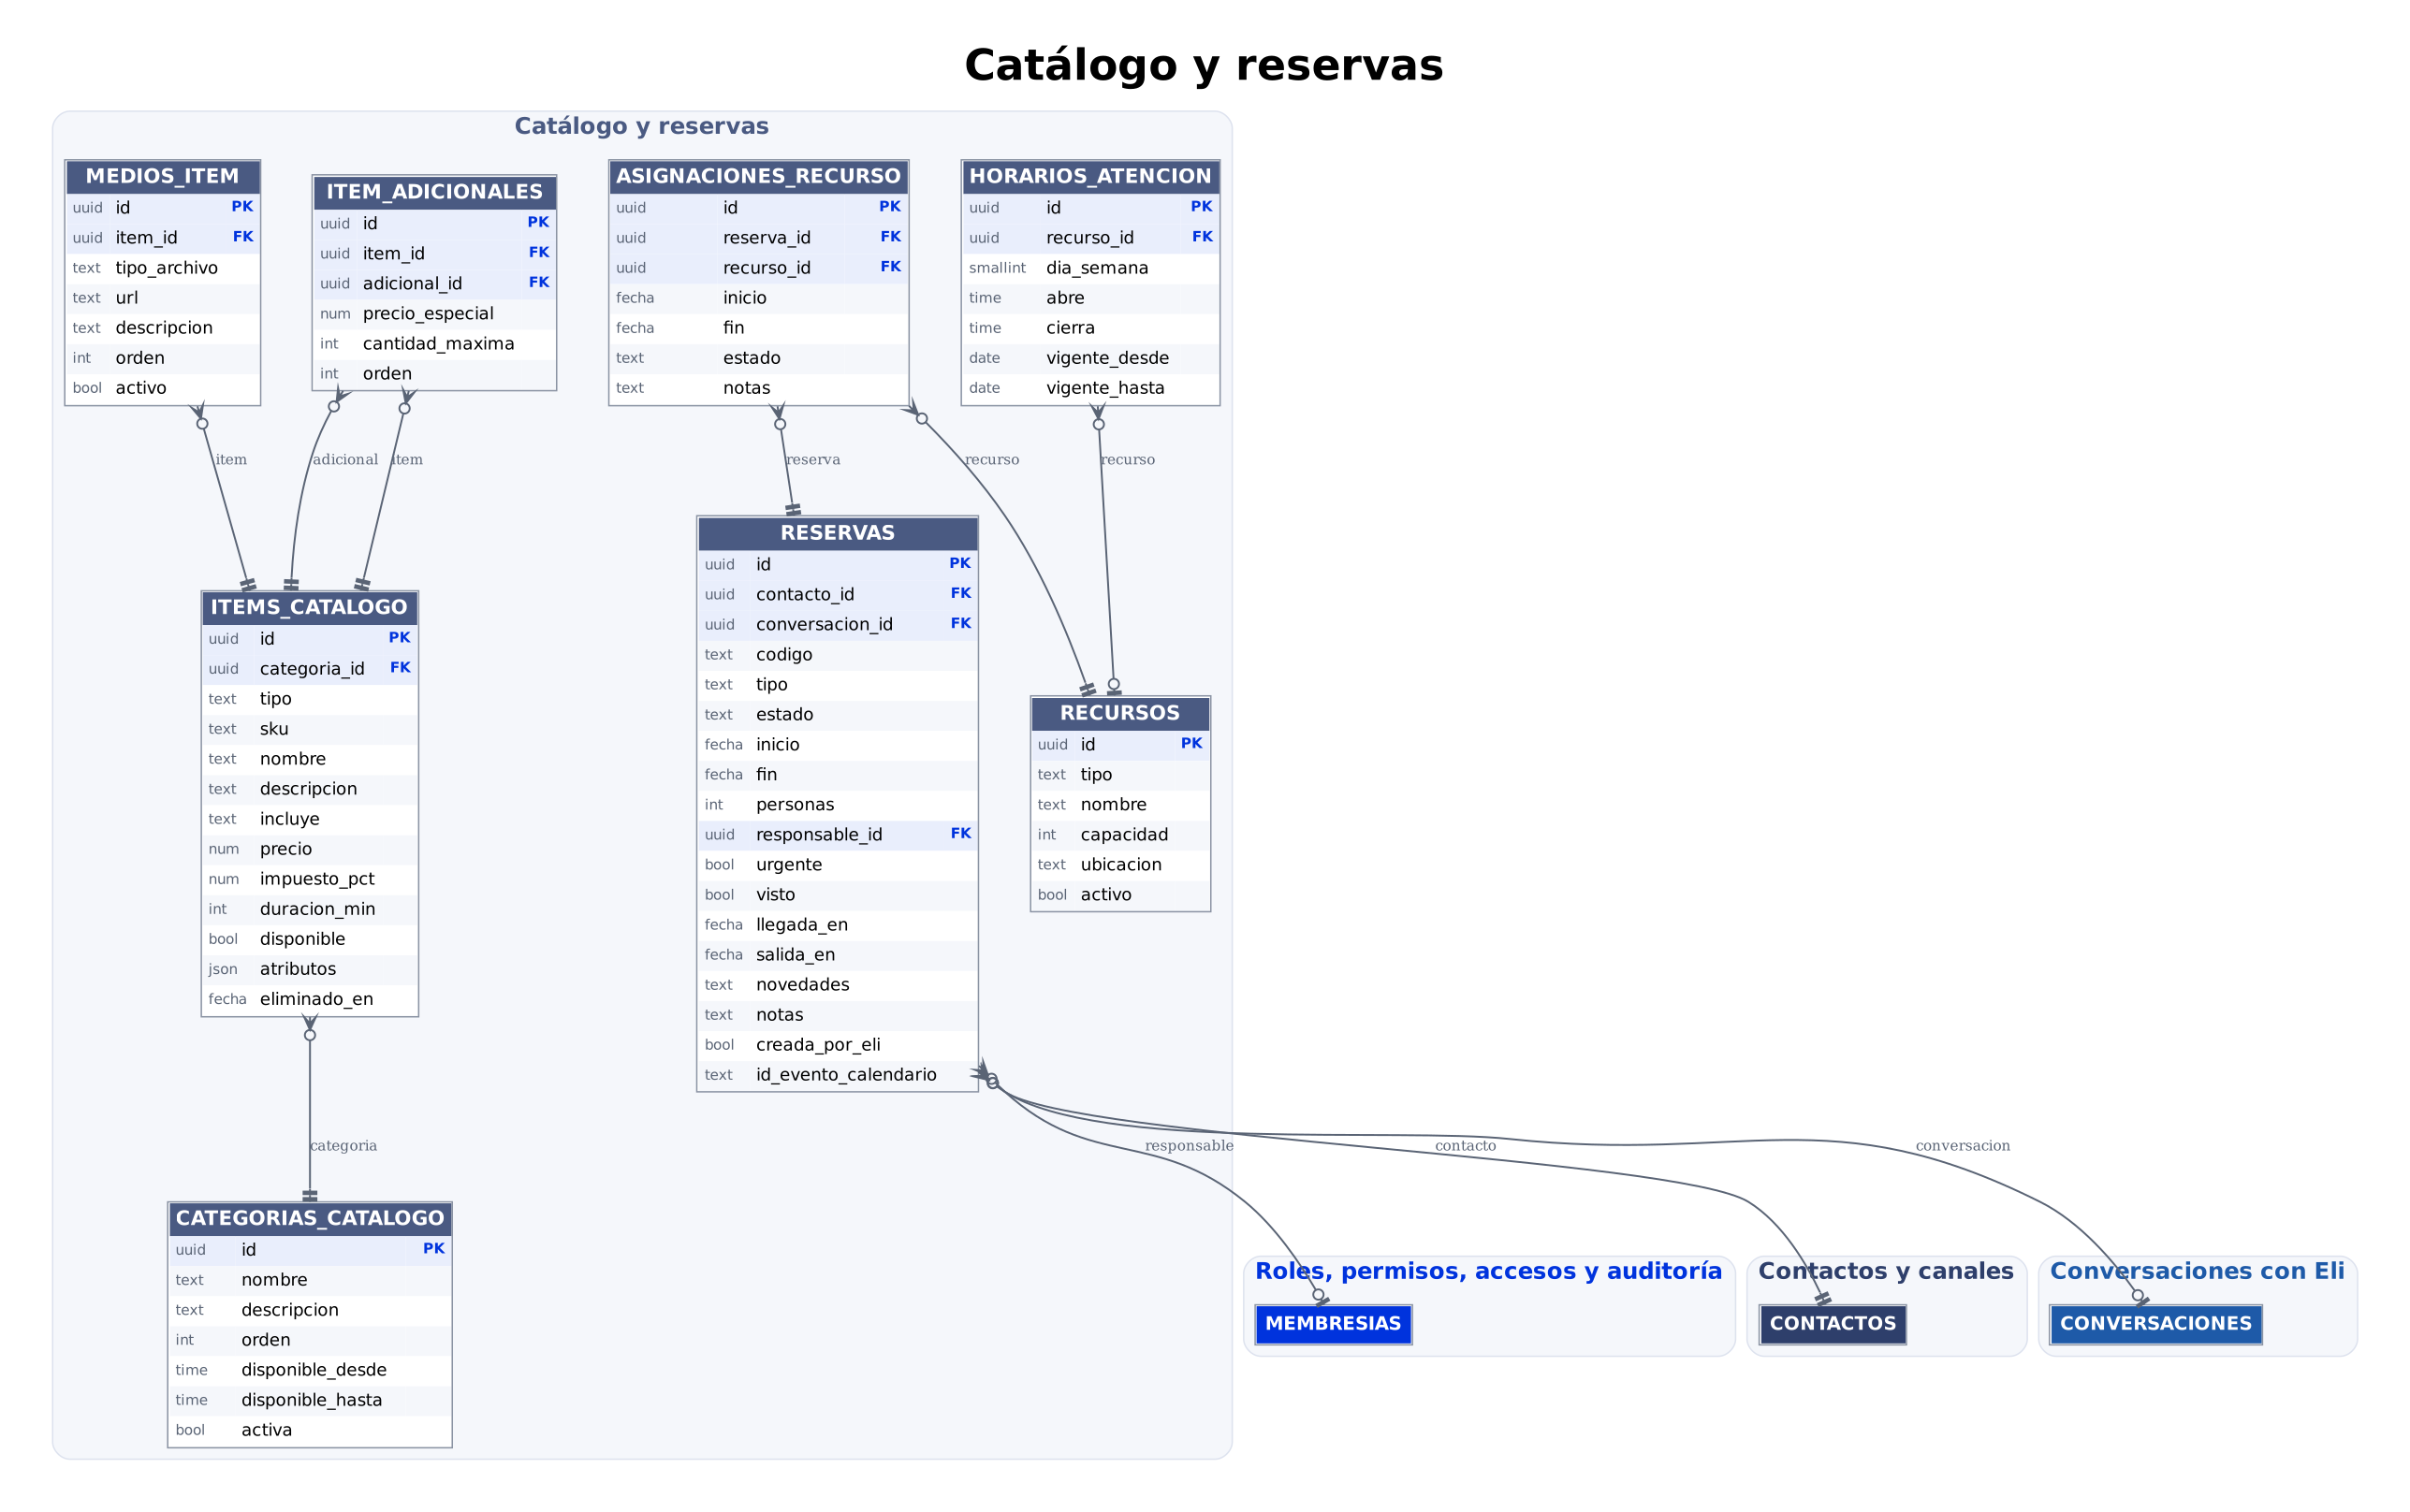 Catálogo y reservas
Catálogo y reservas
MEDIOS_ITEM
uuid id PK
uuid item_id FK
text tipo_archivo
text url
text descripcion
int orden
bool activo
ITEM_ADICIONALES
uuid id PK
uuid item_id FK
uuid adicional_id FK
num precio_especial
int cantidad_maxima
int orden
ASIGNACIONES_RECURSO
uuid id PK
uuid reserva_id FK
uuid recurso_id FK
fecha inicio
fecha fin
text estado
text notas
HORARIOS_ATENCION
uuid id PK
uuid recurso_id FK
smallint dia_semana
time abre
time cierra
date vigente_desde
date vigente_hasta
item
adicional
item
reserva
recurso
recurso
ITEMS_CATALOGO
uuid id PK
uuid categoria_id FK
text tipo
text sku
text nombre
text descripcion
text incluye
num precio
num impuesto_pct
int duracion_min
bool disponible
json atributos
fecha eliminado_en
RESERVAS
uuid id PK
uuid contacto_id FK
uuid conversacion_id FK
text codigo
text tipo
text estado
fecha inicio
fecha fin
int personas
uuid responsable_id FK
bool urgente
bool visto
fecha llegada_en
fecha salida_en
text novedades
text notas
bool creada_por_eli
text id_evento_calendario
RECURSOS
uuid id PK
text tipo
text nombre
int capacidad
text ubicacion
bool activo
categoria
responsable
contacto
conversacion
CATEGORIAS_CATALOGO
uuid id PK
text nombre
text descripcion
int orden
time disponible_desde
time disponible_hasta
bool activa
Roles, permisos, accesos y auditoría
MEMBRESIAS
Contactos y canales
CONTACTOS
Conversaciones con Eli
CONVERSACIONES